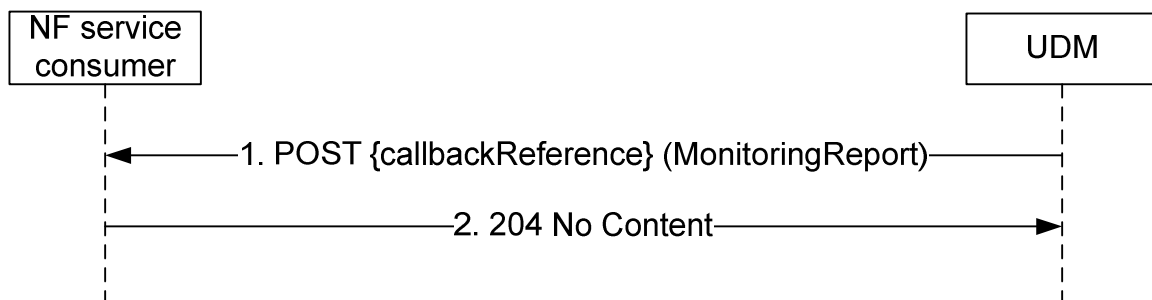 NF service
consumer
UDM
1. POST {callbackReference} (MonitoringReport)
2. 204 No Content